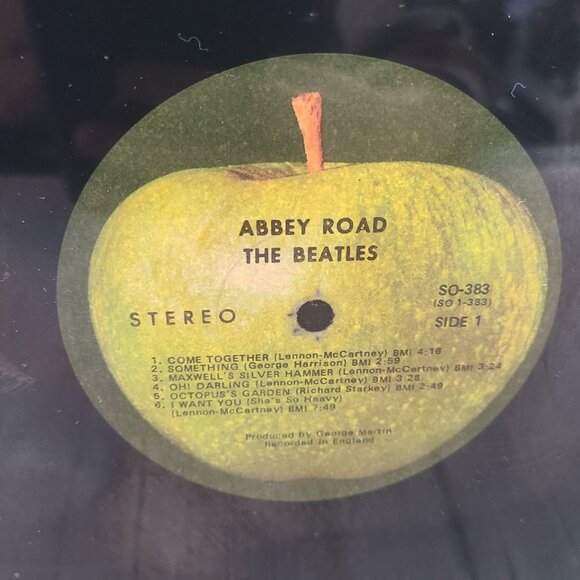 ABBEY ROAD
THE BEATLES
STEREO
SO-383
(SO 1-383)
SIDE 1
1. COME TOGETHER (Lennon-McCartney) BMI 4:16
2. SOMETHING (George Harrison) BMI 2:59
3. MAXWELL'S SILVER HAMMER (Lennon-McCartney) BMI 3:24
4. OH! DARLING (Lennon-McCartney) BMI 3:28
5. OCTOPUS'S GARDEN (Richard Starkey) BMI 2:49
6. I WANT YOU (She's So Heavy)
(Lennon-McCartney) BMI 7:49
Produced by George Martin
Recorded in England